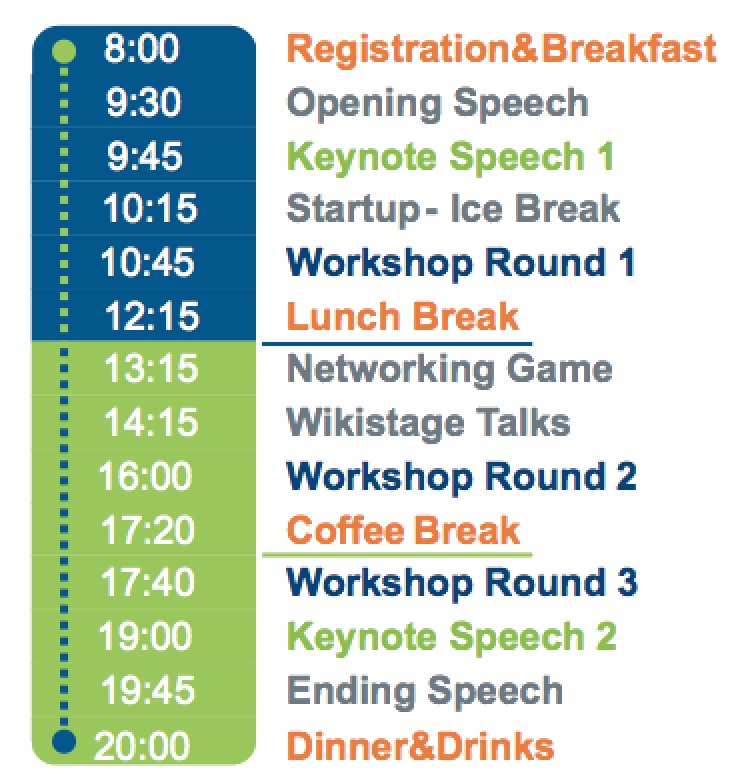 8:00 Registration&Breakfast
9:30 Opening Speech
9:45 Keynote Speech 1
10:15 Startup- Ice Break
10:45 Workshop Round 1
12:15 Lunch Break
13:15 Networking Game
14:15 Wikistage Talks
16:00 Workshop Round 2
17:20 Coffee Break
17:40 Workshop Round 3
19:00 Keynote Speech 2
19:45 Ending Speech
20:00 Dinner&Drinks